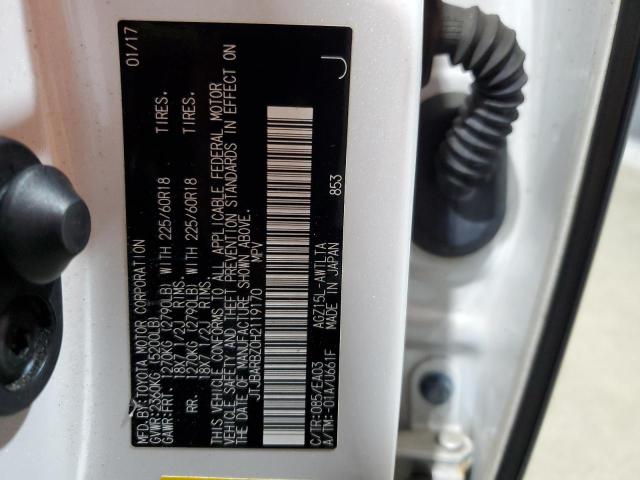 MFD.BY:TOYOTA MOTOR CORPORATION 01/17
GVWR:2360KG (5200LB)
GAWR:FRT. 1270KG (2790LB) WITH 225/60R18 TIRES.
18X7 1/2J RIMS.
RR. 1270KG (2790LB) WITH 225/60R18 TIRES.
18X7 1/2J RIMS.
THIS VEHICLE CONFORMS TO ALL APPLICABLE FEDERAL MOTOR
VEHICLE SAFETY AND THEFT PREVENTION STANDARDS IN EFFECT ON
THE DATE OF MANUFACTURE SHOWN ABOVE.
JTJBARBZ0H2119170 MPV
AGZ15L-AWTLTA 853
C/TR:085/EA03 MADE IN JAPAN
A/TM:-01A/U661F
J